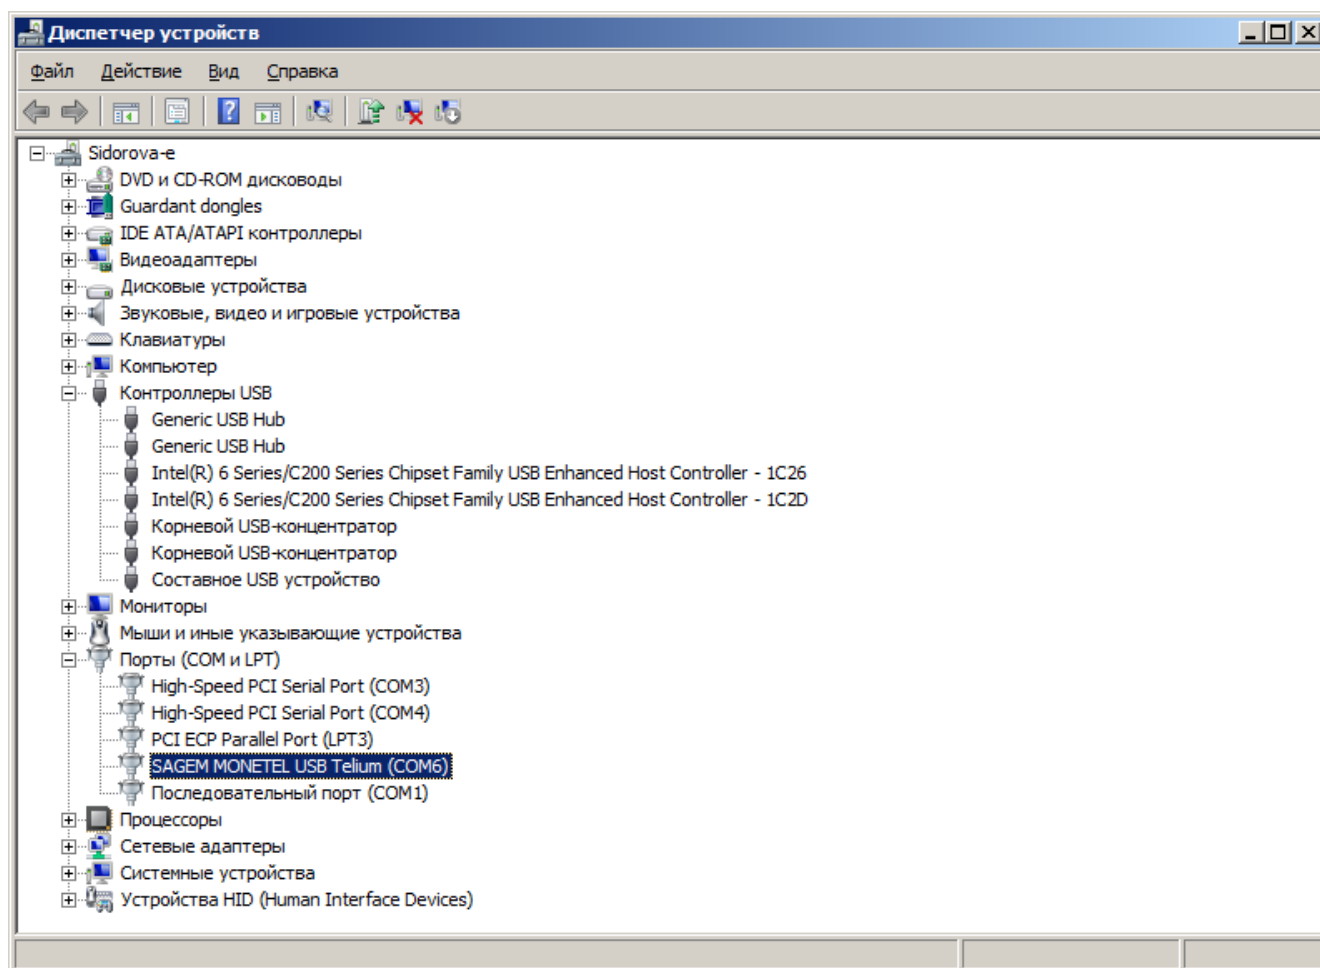 Диспетчер устройств
Файл Действие Вид Справка
Sidorova-e
DVD и CD-ROM дисководы
Guardant dongles
IDE ATA/ATAPI контроллеры
Видеоадаптеры
Дисковые устройства
Звуковые, видео и игровые устройства
Клавиатуры
Компьютер
Контроллеры USB
Generic USB Hub
Generic USB Hub
Intel(R) 6 Series/C200 Series Chipset Family USB Enhanced Host Controller - 1C26
Intel(R) 6 Series/C200 Series Chipset Family USB Enhanced Host Controller - 1C2D
Корневой USB-концентратор
Корневой USB-концентратор
Составное USB устройство
Мониторы
Мыши и иные указывающие устройства
Порты (COM и LPT)
High-Speed PCI Serial Port (COM3)
High-Speed PCI Serial Port (COM4)
PCI ECP Parallel Port (LPT3)
SAGEM MONETEL USB Telium (COM6)
Последовательный порт (COM1)
Процессоры
Сетевые адаптеры
Системные устройства
Устройства HID (Human Interface Devices)